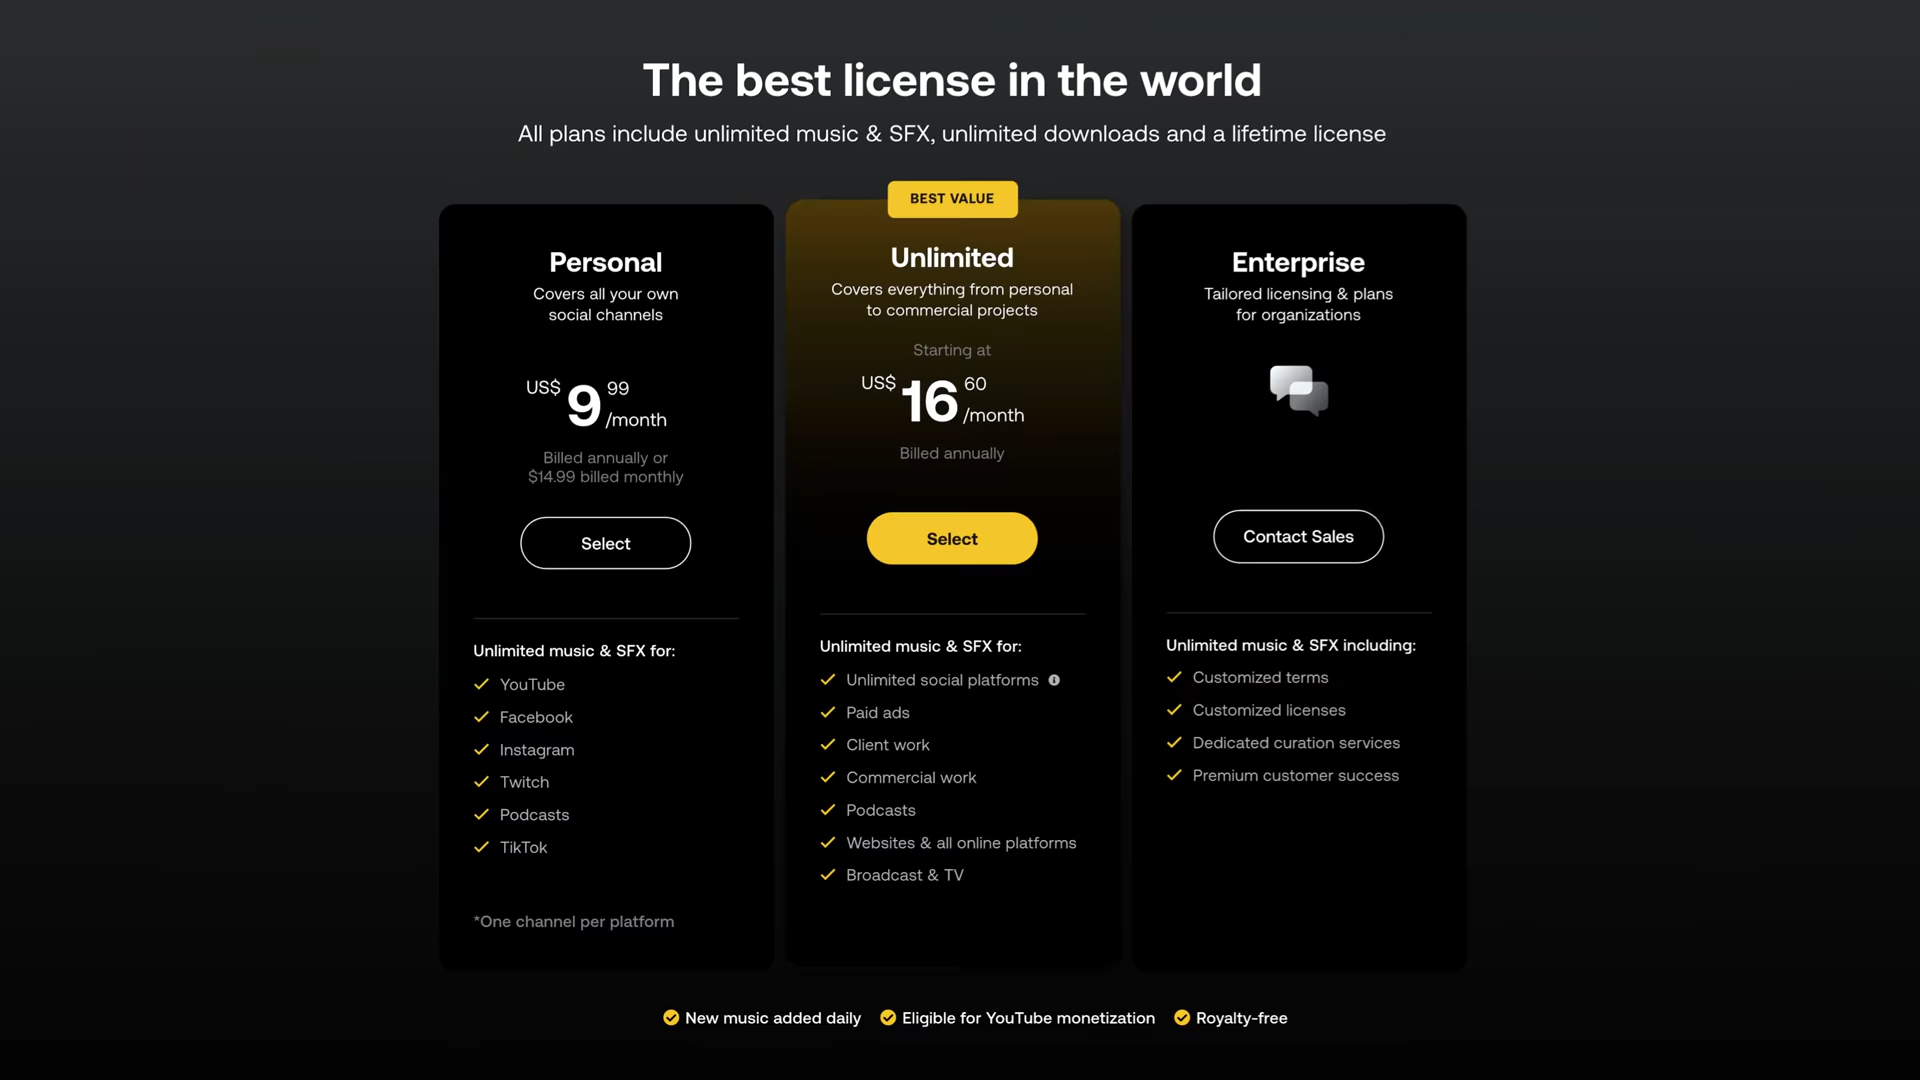 The best license in the world
All plans include unlimited music & SFX, unlimited downloads and a lifetime license
Personal
Covers all your own
social channels
US$ 9 99
/month
Billed annually or
$14.99 billed monthly
Select
Unlimited music & SFX for:
YouTube
Facebook
Instagram
Twitch
Podcasts
TikTok
*One channel per platform
BEST VALUE
Unlimited
Covers everything from personal
to commercial projects
Starting at
US$ 16 60
/month
Billed annually
Select
Unlimited music & SFX for:
Unlimited social platforms
Paid ads
Client work
Commercial work
Podcasts
Websites & all online platforms
Broadcast & TV
Enterprise
Tailored licensing & plans
for organizations
Contact Sales
Unlimited music & SFX including:
Customized terms
Customized licenses
Dedicated curation services
Premium customer success
New music added daily
Eligible for YouTube monetization
Royalty-free